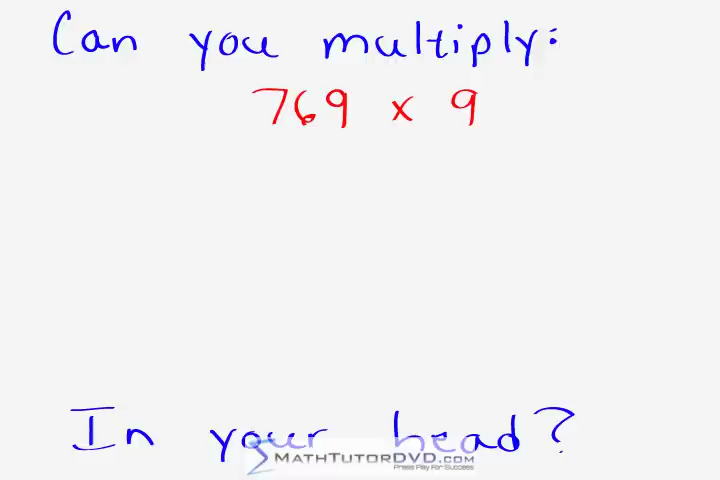 Can you multiply:
769 x 9
In your head?
MATHTUTORDVD.COM
Press Play For Success